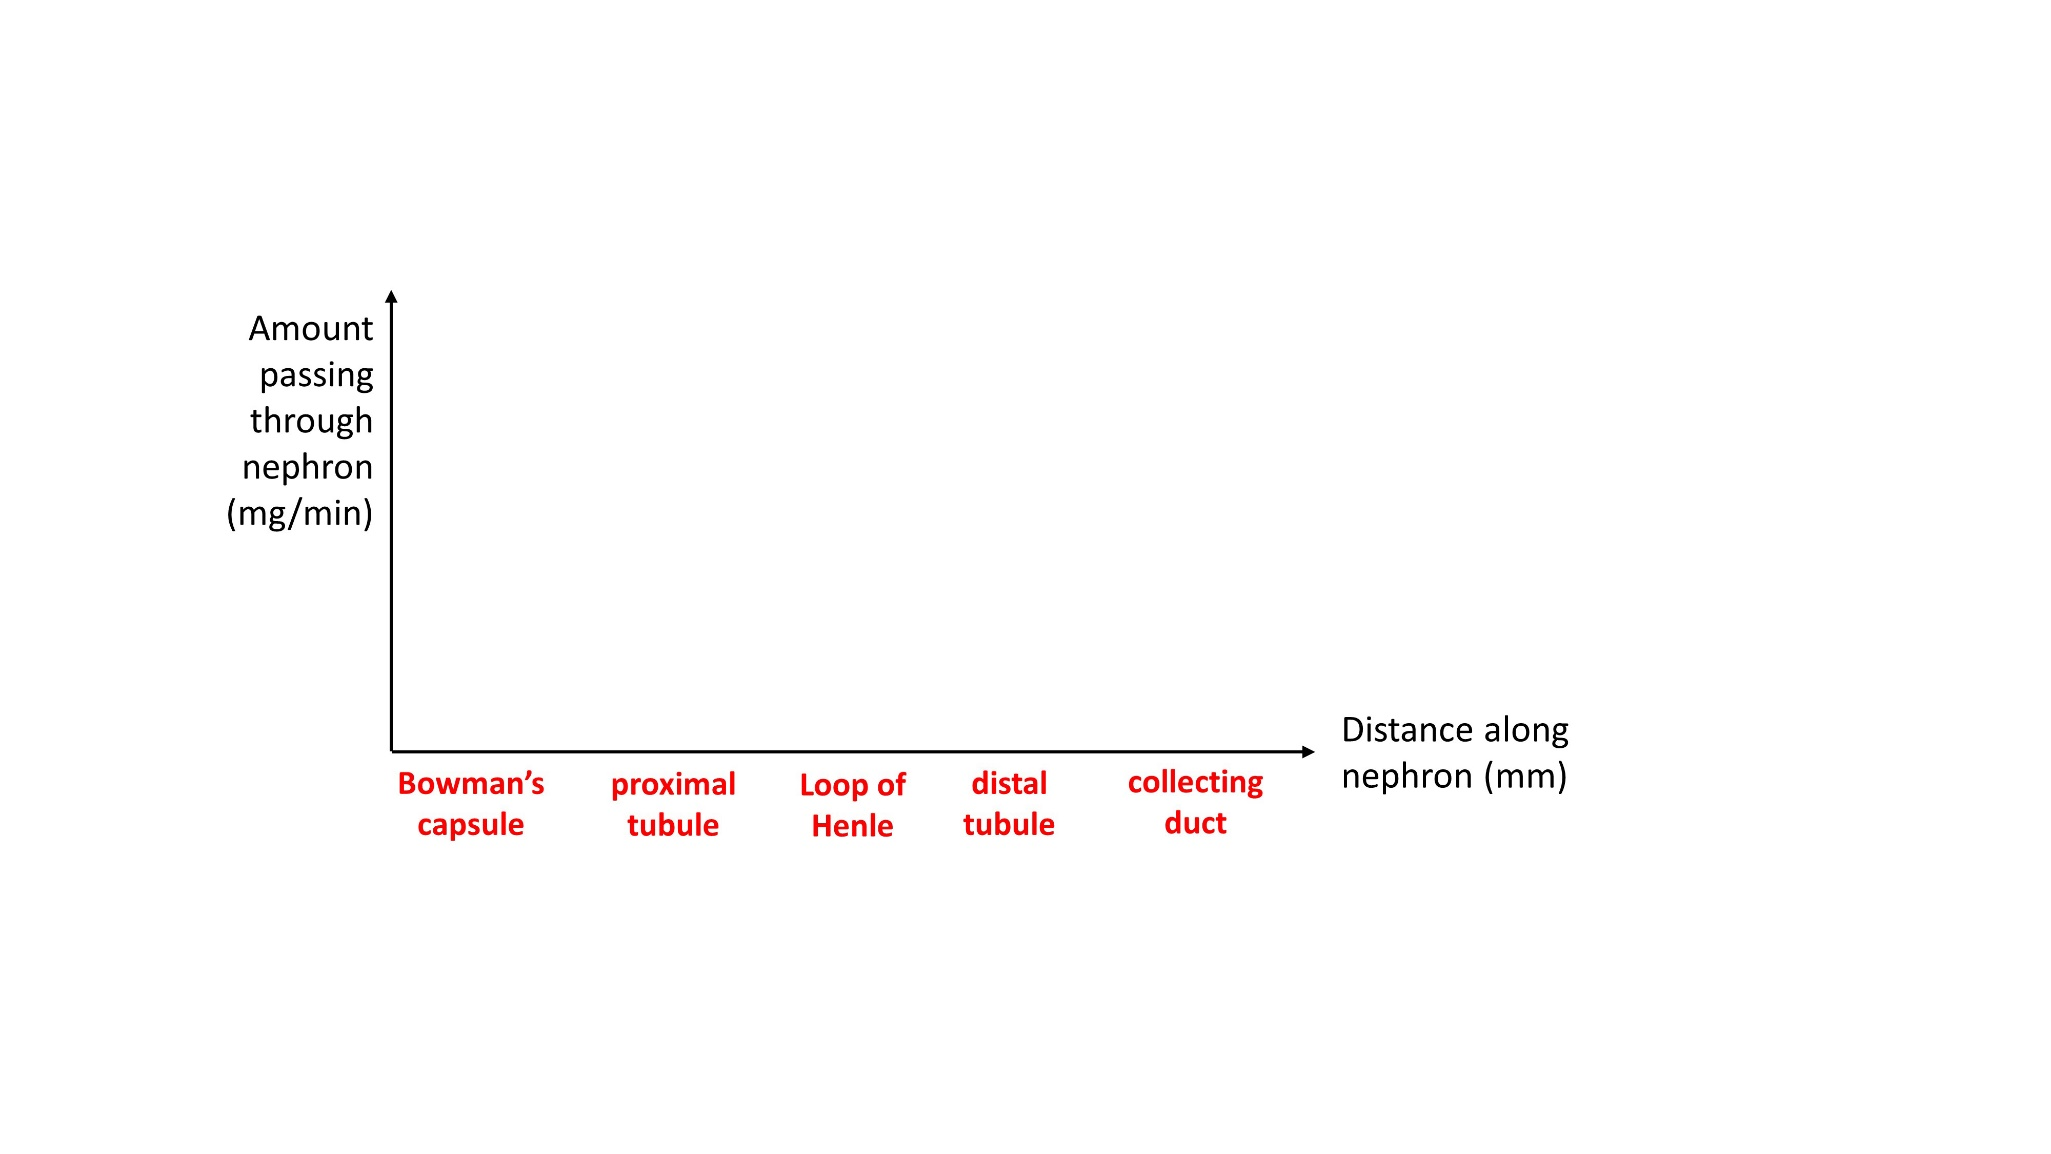 Amount
passing
through
nephron
(mg/min)
Distance along
nephron (mm)
Bowman’s
capsule
proximal
tubule
Loop of
Henle
distal
tubule
collecting
duct